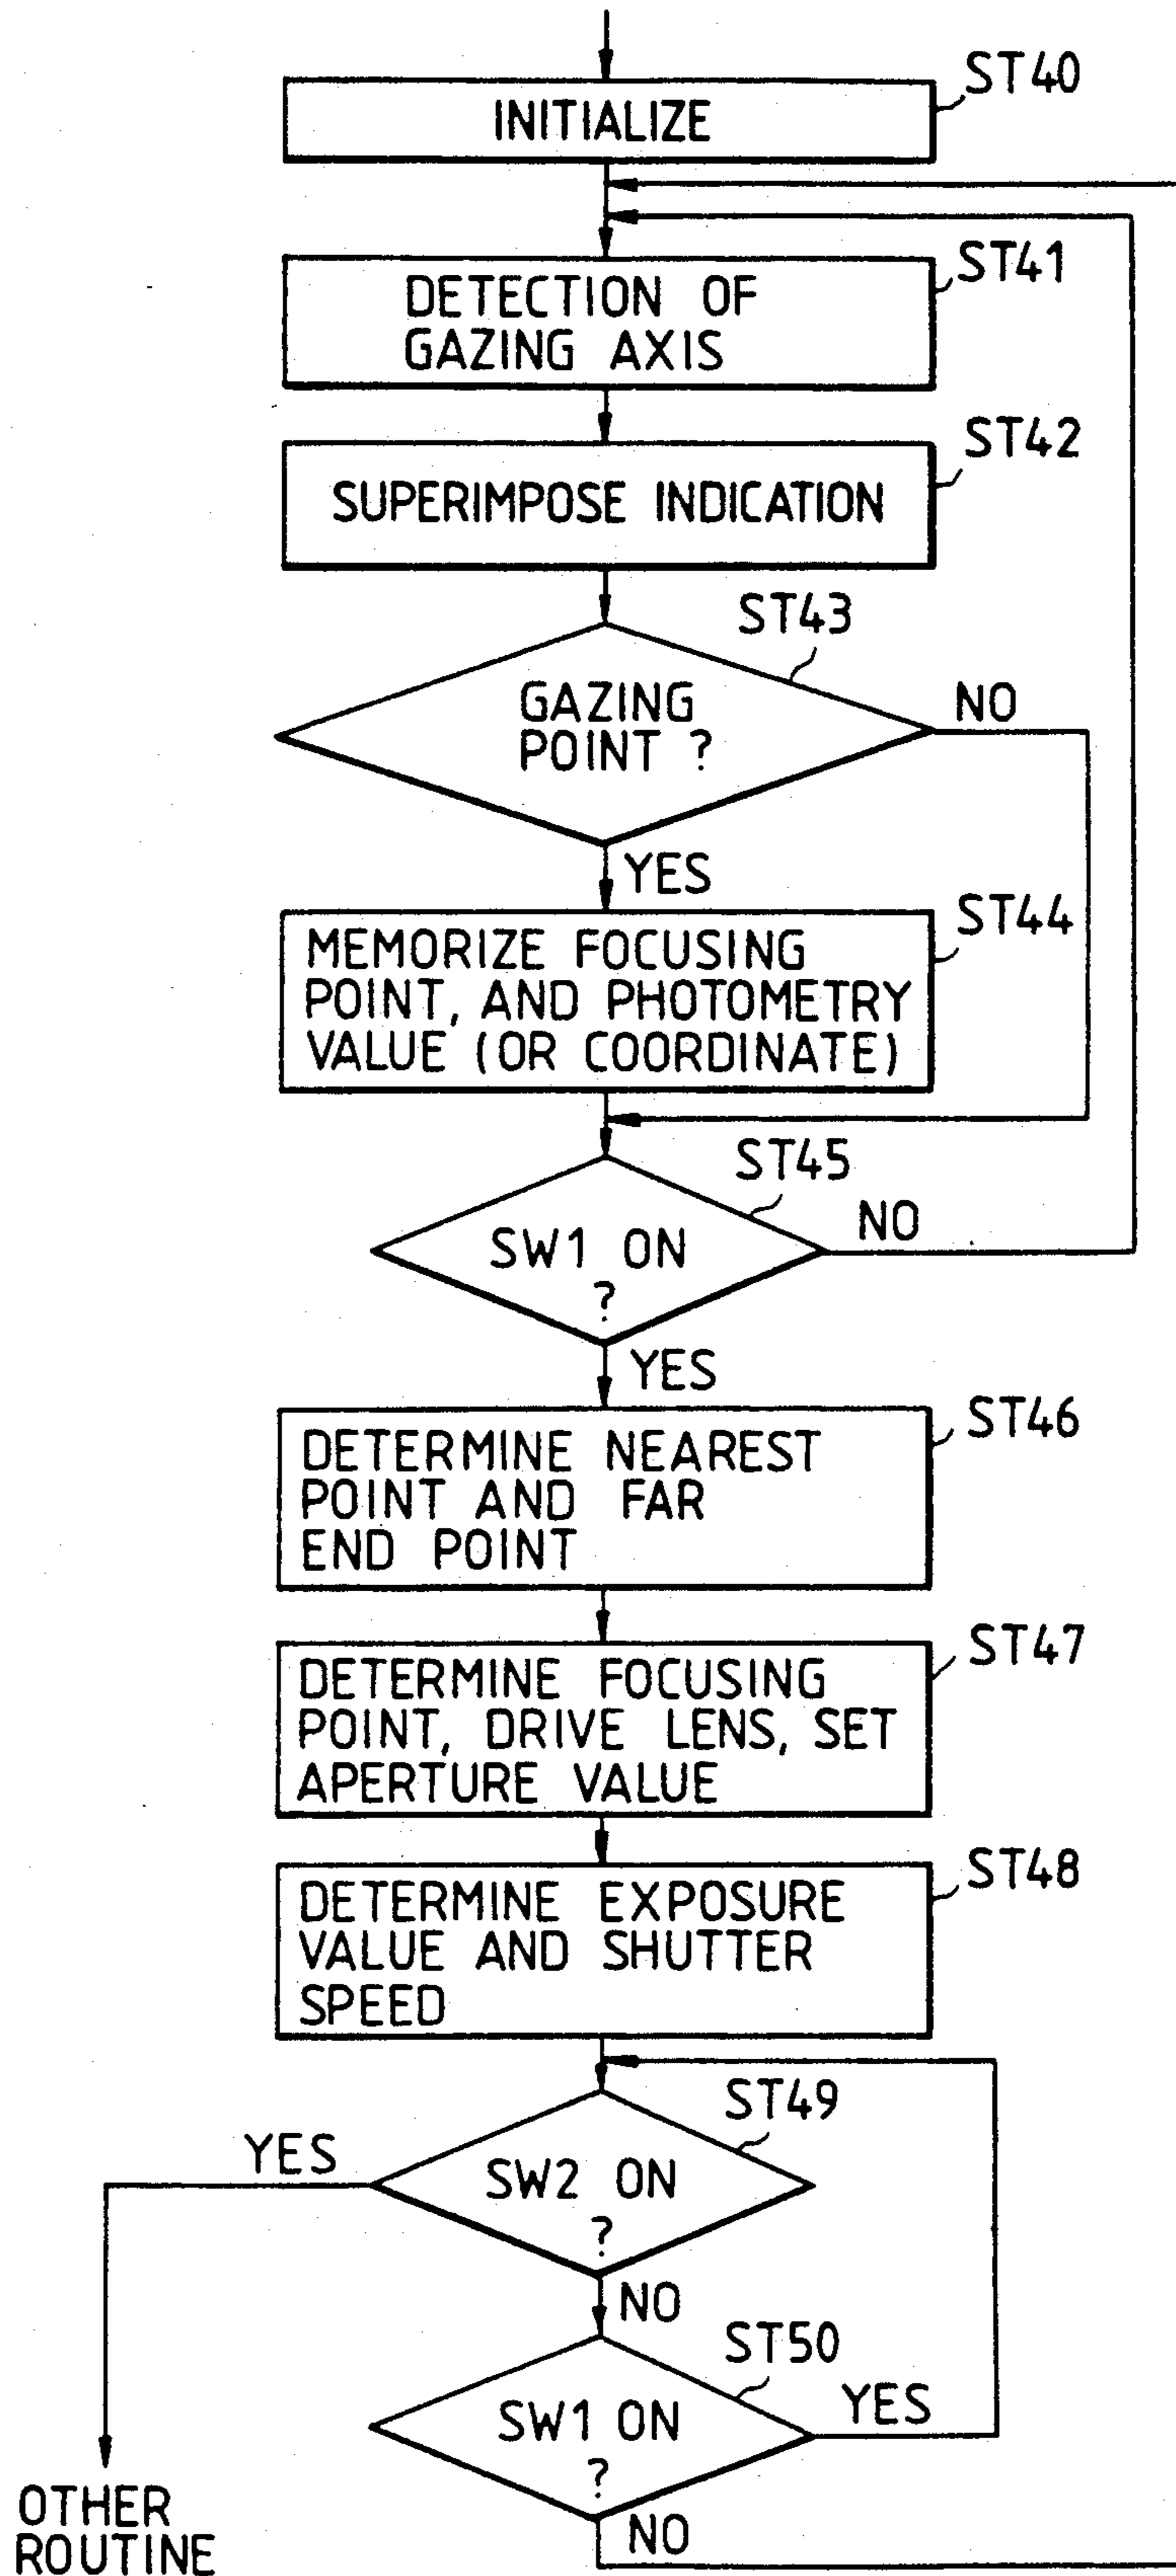 ST40
INITIALIZE
ST41
DETECTION OF
GAZING AXIS
ST42
SUPERIMPOSE INDICATION
ST43
GAZING
POINT ?
NO
YES
ST44
MEMORIZE FOCUSING
POINT, AND PHOTOMETRY
VALUE (OR COORDINATE)
ST45
SW1 ON
?
NO
YES
ST46
DETERMINE NEAREST
POINT AND FAR
END POINT
ST47
DETERMINE FOCUSING
POINT, DRIVE LENS, SET
APERTURE VALUE
ST48
DETERMINE EXPOSURE
VALUE AND SHUTTER
SPEED
ST49
YES
SW2 ON
?
NO
ST50
SW1 ON
?
YES
NO
OTHER
ROUTINE